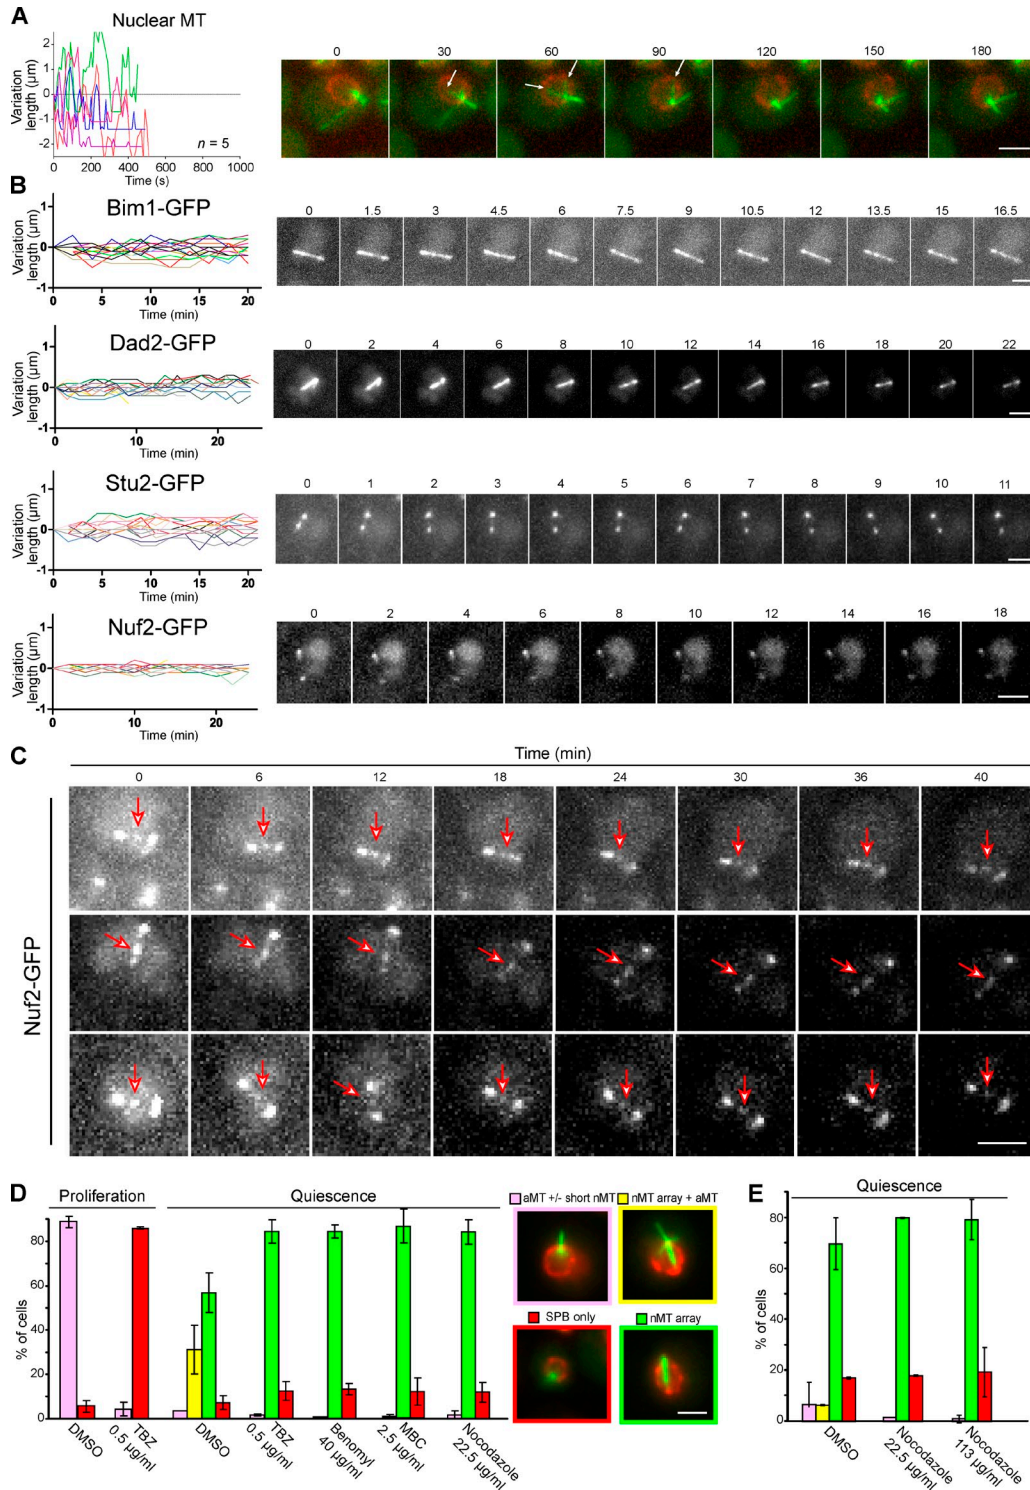 A
Nuclear MT
Variation length (µm)
2
1
0
-1
-2
n = 5
0 200 400 600 800 1000
Time (s)
0 30 60 90 120 150 180
B
Bim1-GFP
Variation length (µm)
1
0
-1
0 5 10 15 20
Time (min)
0 1.5 3 4.5 6 7.5 9 10.5 12 13.5 15 16.5
Dad2-GFP
Variation length (µm)
1
0
-1
0 10 20
Time (min)
0 2 4 6 8 10 12 14 16 18 20 22
Stu2-GFP
Variation length (µm)
1
0
-1
0 5 10 15 20
Time (min)
0 1 2 3 4 5 6 7 8 9 10 11
Nuf2-GFP
Variation length (µm)
1
0
-1
0 10 20
Time (min)
0 2 4 6 8 10 12 14 16 18
C
Time (min)
0 6 12 18 24 30 36 40
Nuf2-GFP
D
Proliferation Quiescence
% of cells
80
60
40
20
0
DMSO
TBZ 0.5 µg/ml
DMSO
TBZ 0.5 µg/ml
Benomyl 40 µg/ml
MBC 2.5 µg/ml
Nocodazole 22.5 µg/ml
aMT +/- short nMT
nMT array + aMT
SPB only
nMT array
E
Quiescence
% of cells
80
60
40
20
0
DMSO
Nocodazole 22.5 µg/ml
Nocodazole 113 µg/ml